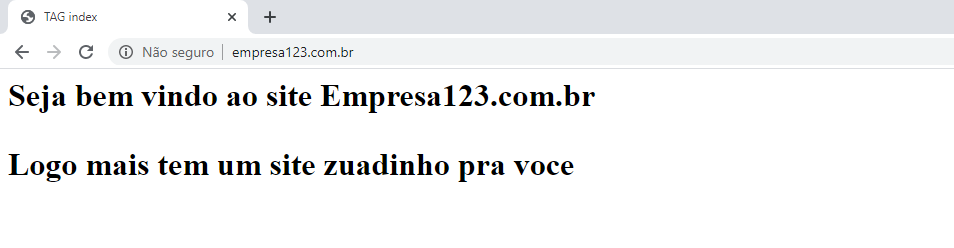 TAG index
Não seguro
empresa123.com.br
Seja bem vindo ao site Empresa123.com.br
Logo mais tem um site zuadinho pra voce